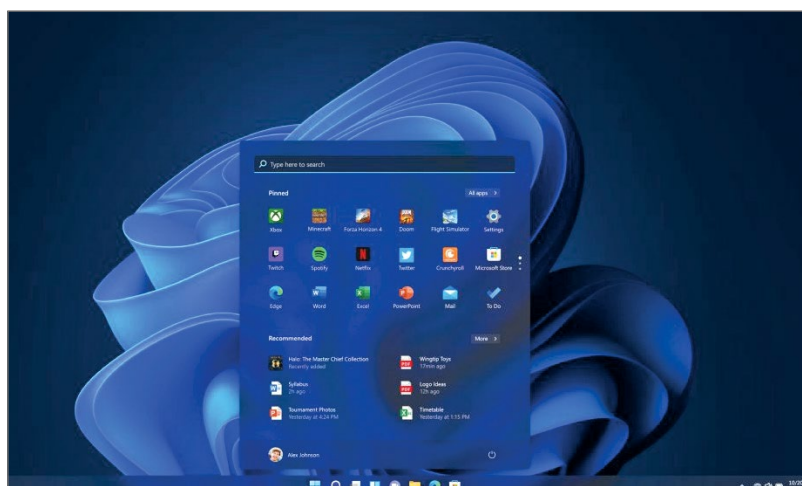 Type here to search
Pinned
All apps >
Xbox Minecraft Forza Horizon 4 Doom Flight Simulator Settings
Twitch Spotify Netflix Twitter Crunchyroll Microsoft Store
Edge Word Excel PowerPoint Mail To Do
Recommended
More >
Halo: The Master Chief Collection
Recently added
Wingtip Toys
17m ago
Syllabus
2h ago
Logo Ideas
12h ago
Tournament Photos
Yesterday at 4:24 PM
Timetable
Yesterday at 1:15 PM
Alex Johnson